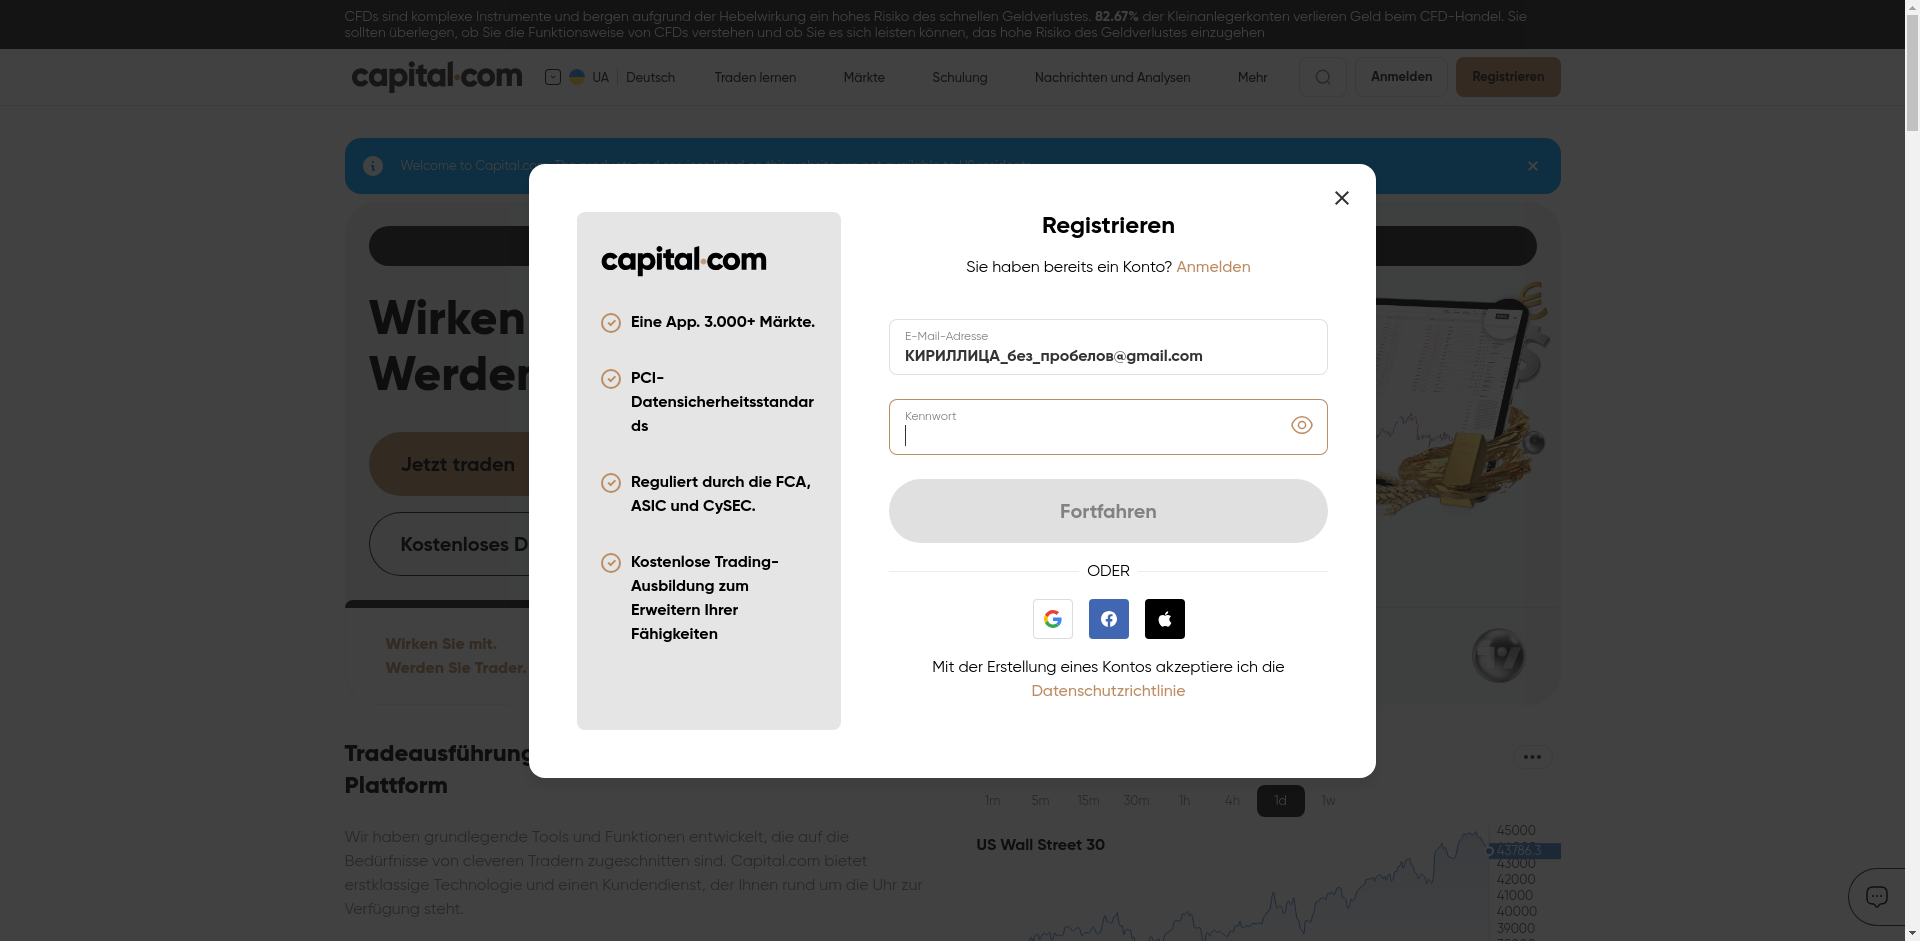 CFDs sind komplexe Instrumente und bergen aufgrund der Hebelwirkung ein hohes Risiko des schnellen Geldverlustes. 82.67% der Kleinanlegerkonten verlieren Geld beim CFD-Handel. Sie
sollten überlegen, ob Sie die Funktionsweise von CFDs verstehen und ob Sie es sich leisten können, das hohe Risiko des Geldverlustes einzugehen
capital.com
UA
Deutsch
Traden lernen
Märkte
Schulung
Nachrichten und Analysen
Mehr
Anmelden
Registrieren
Welcome to Capital.co
Wirken
Werden
Jetzt traden
Kostenloses D
Wirken Sie mit.
Werden Sie Trader.
capital.com
Eine App. 3.000+ Märkte.
PCI-
Datensicherheitsstandar
ds
Reguliert durch die FCA,
ASIC und CySEC.
Kostenlose Trading-
Ausbildung zum
Erweitern Ihrer
Fähigkeiten
Registrieren
Sie haben bereits ein Konto? Anmelden
E-Mail-Adresse
КИРИЛЛИЦА_без_пробелов@gmail.com
Kennwort
Fortfahren
ODER
Mit der Erstellung eines Kontos akzeptiere ich die
Datenschutzrichtlinie
Tradeausführung
Plattform
Wir haben grundlegende Tools und Funktionen entwickelt, die auf die
Bedürfnisse von cleveren Tradern zugeschnitten sind. Capital.com bietet
erstklassige Technologie und einen Kundendienst, der Ihnen rund um die Uhr zur
Verfügung steht.
1m
5m
15m
30m
1h
4h
1d
1w
US Wall Street 30
45000
43786.3
43000
42000
41000
40000
39000